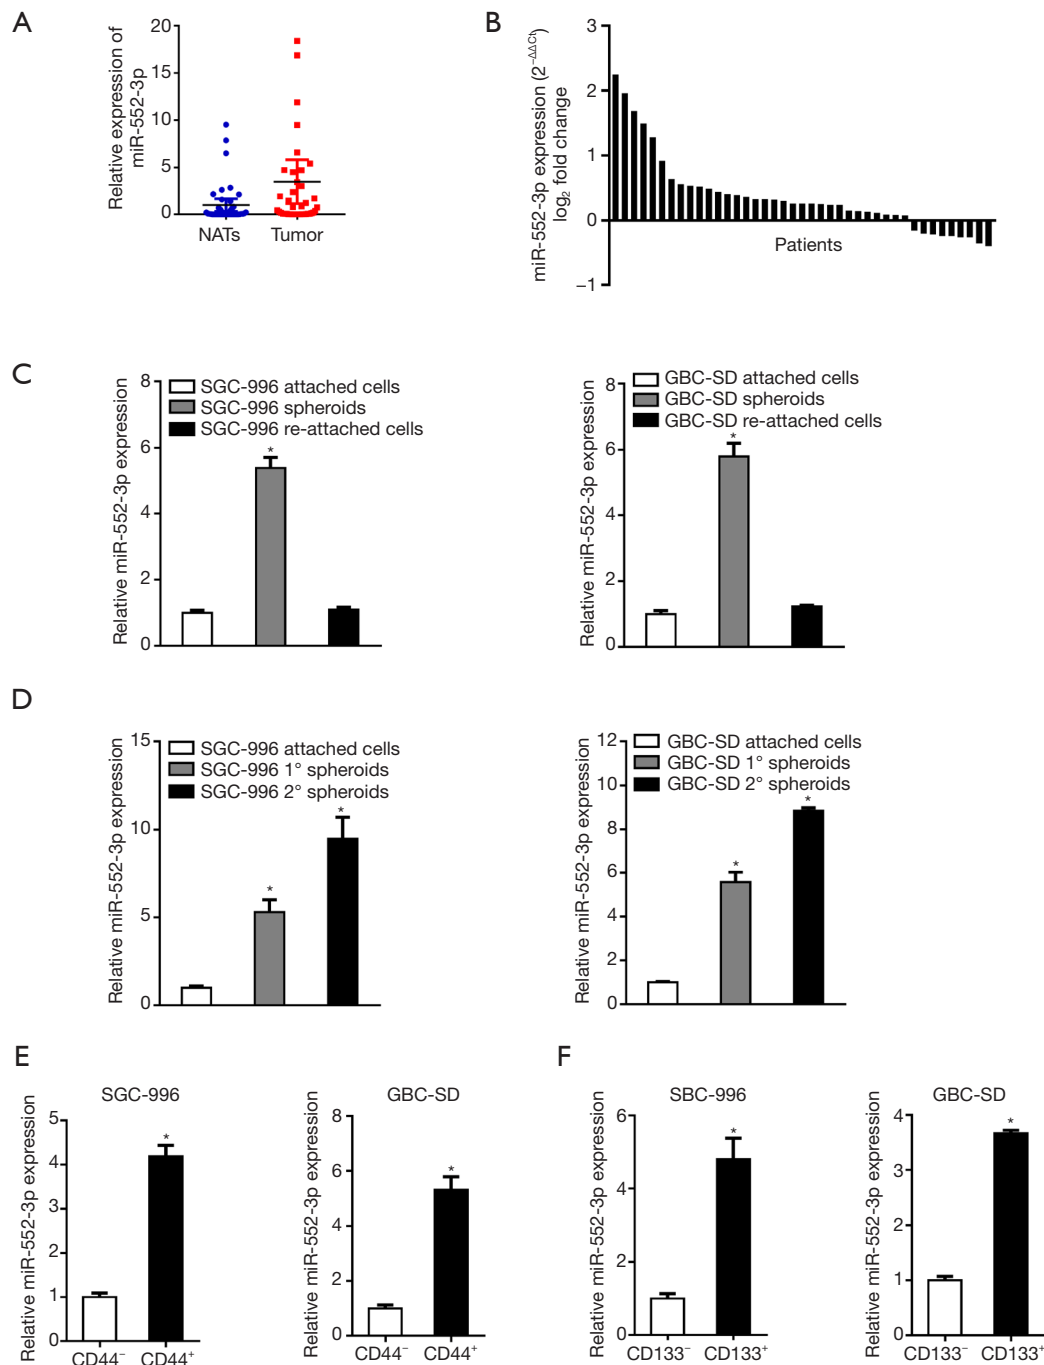 A
Relative expression of
miR-552-3p
20
15
10
5
0
NATs
Tumor
B
miR-552-3p expression (2^−ΔΔCt)
log₂ fold change
3
2
1
0
−1
Patients
C
Relative miR-552-3p expression
8
6
4
2
0
SGC-996 attached cells
SGC-996 spheroids
SGC-996 re-attached cells
*
Relative miR-552-3p expression
8
6
4
2
0
GBC-SD attached cells
GBC-SD spheroids
GBC-SD re-attached cells
*
D
Relative miR-552-3p expression
15
10
5
0
SGC-996 attached cells
SGC-996 1° spheroids
SGC-996 2° spheroids
*
*
Relative miR-552-3p expression
12
10
8
6
4
2
0
GBC-SD attached cells
GBC-SD 1° spheroids
GBC-SD 2° spheroids
*
*
E
SGC-996
Relative miR-552-3p expression
5
4
3
2
1
0
*
CD44⁻ CD44⁺
GBC-SD
Relative miR-552-3p expression
8
6
4
2
0
*
CD44⁻ CD44⁺
F
SBC-996
Relative miR-552-3p expression
6
4
2
0
*
CD133⁻ CD133⁺
GBC-SD
Relative miR-552-3p expression
4
3
2
1
0
*
CD133⁻ CD133⁺